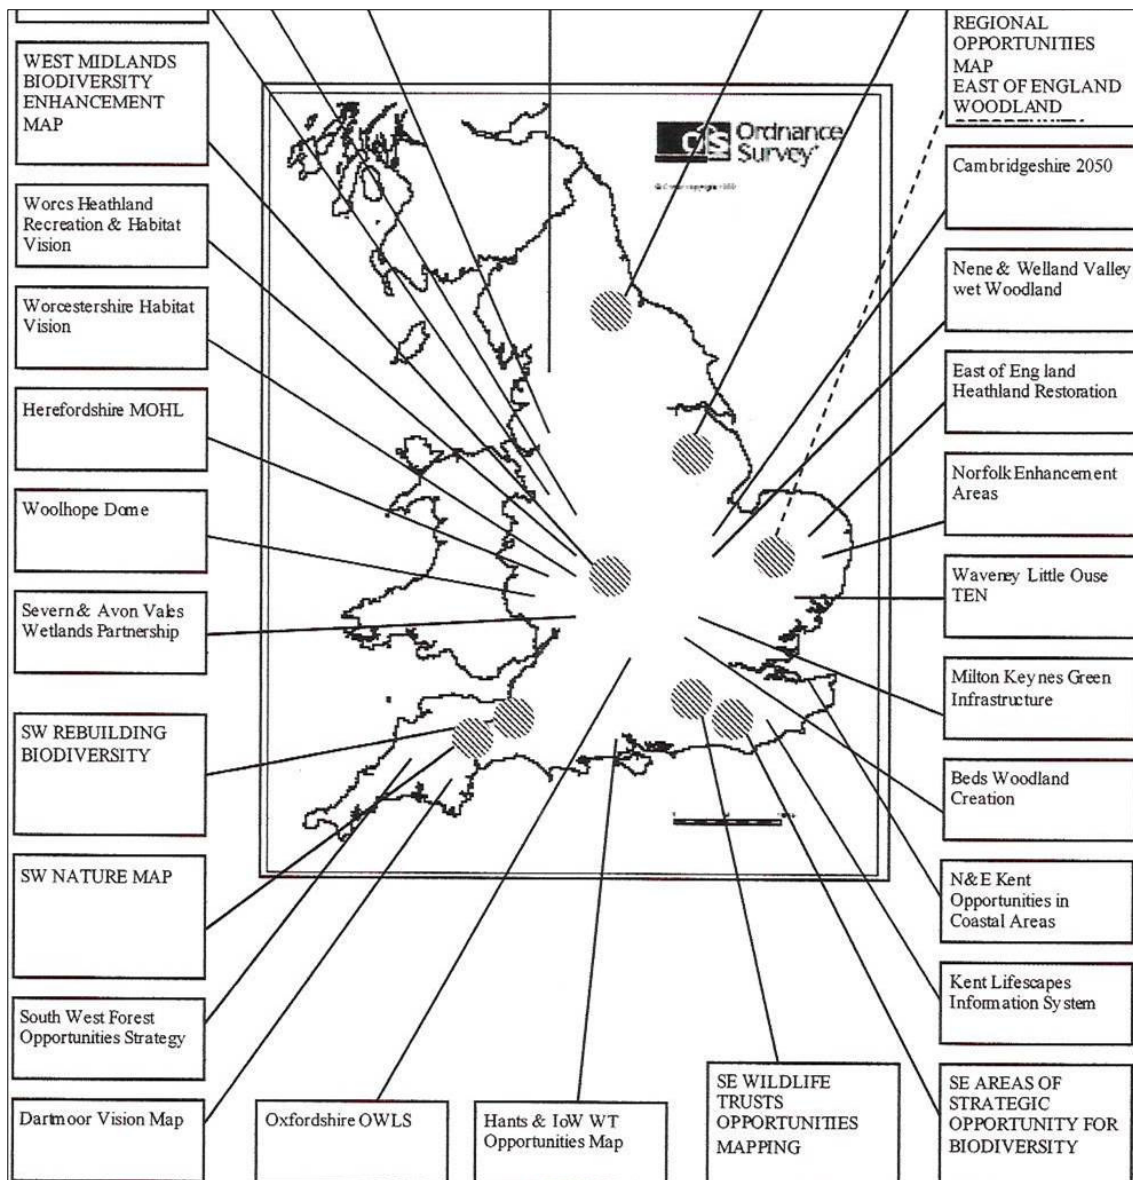 WEST MIDLANDS
BIODIVERSITY
ENHANCEMENT
MAP
Worcs Heathland
Recreation & Habitat
Vision
Worcestershire Habitat
Vision
Herefordshire MOHL
Woolhope Dome
Severn & Avon Vales
Wetlands Partnership
SW REBUILDING
BIODIVERSITY
SW NATURE MAP
South West Forest
Opportunities Strategy
Dartmoor Vision Map
Ordnance
Survey
REGIONAL
OPPORTUNITIES
MAP
EAST OF ENGLAND
WOODLAND
Cambridgeshire 2050
Nene & Welland Valley
wet Woodland
East of England
Heathland Restoration
Norfolk Enhancement
Areas
Waveney Little Ouse
TEN
Milton Keynes Green
Infrastructure
Beds Woodland
Creation
N&E Kent
Opportunities in
Coastal Areas
Kent Lifescapes
Information System
Oxfordshire OWLS
Hants & IoW WT
Opportunities Map
SE WILDLIFE
TRUSTS
OPPORTUNITIES
MAPPING
SE AREAS OF
STRATEGIC
OPPORTUNITY FOR
BIODIVERSITY